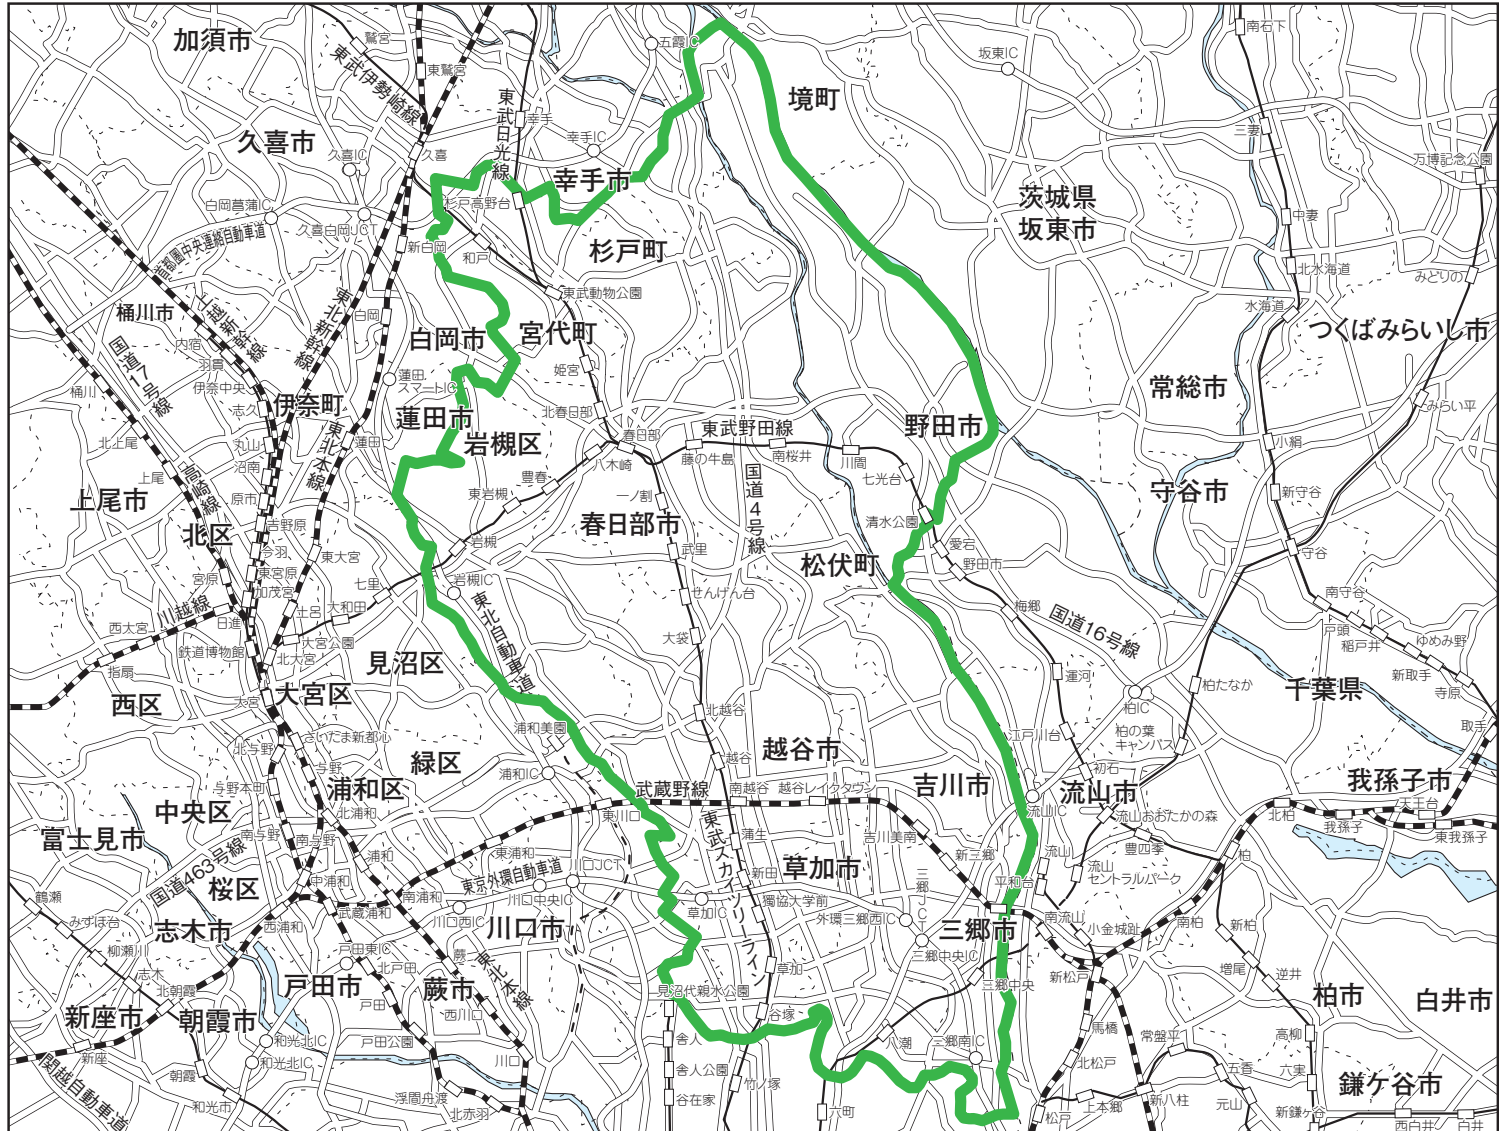 加須市
鷲宮
東鷲宮
東武伊勢崎線
東武日光線
五霞IC
坂東IC
南石下
境町
久喜市
久喜IC
久喜
幸手
幸手IC
三妻
万博記念公園
幸手市
杉戸高野台
茨城県
坂東市
中妻
白岡菖蒲IC
久喜白岡JCT
首都圏中央連絡自動車道
新白岡
和戸
杉戸町
北水海道
みどりの
水海道
東武動物公園
桶川市
上越新幹線
東北新幹線
白岡
白岡市
宮代町
つくばみらいし市
国道17号線
内宿
羽貫
伊奈中央
志久
伊奈町
蓮田
スマートIC
姫宮
常総市
みらい平
桶川
北上尾
丸山
沼南
東北本線
蓮田
蓮田市
岩槻区
北春日部
春日部
東武野田線
野田市
小絹
上尾
高崎線
原市
八木崎
藤の牛島
南桜井
川間
七光台
豊春
東岩槻
一ノ割
国道4号線
守谷市
新守谷
上尾市
北区
吉野原
今羽
東大宮
春日部市
清水公園
岩槻
武里
松伏町
愛宕
野田市
守谷
宮原
東宮原
加茂宮
七里
岩槻IC
せんげん台
川越線
西大宮
日進
土呂
大和田
東北自動車道
梅郷
国道16号線
南守谷
戸頭
稲戸井
ゆめみ野
鉄道博物館
大宮公園
北大宮
大袋
指扇
見沼区
運河
新取手
寺原
西区
大宮
大宮区
北越谷
柏たなか
千葉県
柏IC
取手
さいたま新都心
北与野
浦和美園
江戸川台
柏の葉
キャンパス
越谷
越谷市
与野
緑区
浦和IC
初石
与野本町
浦和区
北浦和
武蔵野線
南越谷
越谷レイクタウン
吉川市
流山市
我孫子市
中央区
流山IC
流山おおたかの森
北柏
天王台
我孫子
東我孫子
富士見市
国道463号線
南与野
南与野
東川口
東武スカイツリーライン
蒲生
吉川美南
豊四季
浦和
東浦和
新三郷
流山
柏
桜区
中浦和
東京外環自動車道
川口JCT
新田
草加市
流山
セントラルパーク
平和台
鶴瀬
みずほ台
南浦和
川口中央IC
武蔵浦和
川口西IC
草加IC
獨協大学前
三郷JCT
外環三郷西IC
志木市
西浦和
川口市
三郷市
南流山
小金城趾
南柏
新柏
柳瀬川
戸田東IC
北戸田
蕨
草加
三郷中央IC
三郷中央
新松戸
増尾
逆井
志木
北朝霞
戸田市
蕨市
東北本線
見沼代親水公園
柏市
白井市
新座市
朝霞市
戸田
西川口
谷塚
馬橋
高柳
和光北IC
和光北IC
戸田公園
川口
舎人
八潮
三郷南IC
常盤平
新座
朝霞
北松戸
五香
六実
関越自動車道
舎人公園
竹ノ塚
鎌ケ谷市
和光市
浮間舟渡
北赤羽
谷在家
六町
松戸
上本郷
新八柱
元山
新鎌ヶ谷
西白井
白井